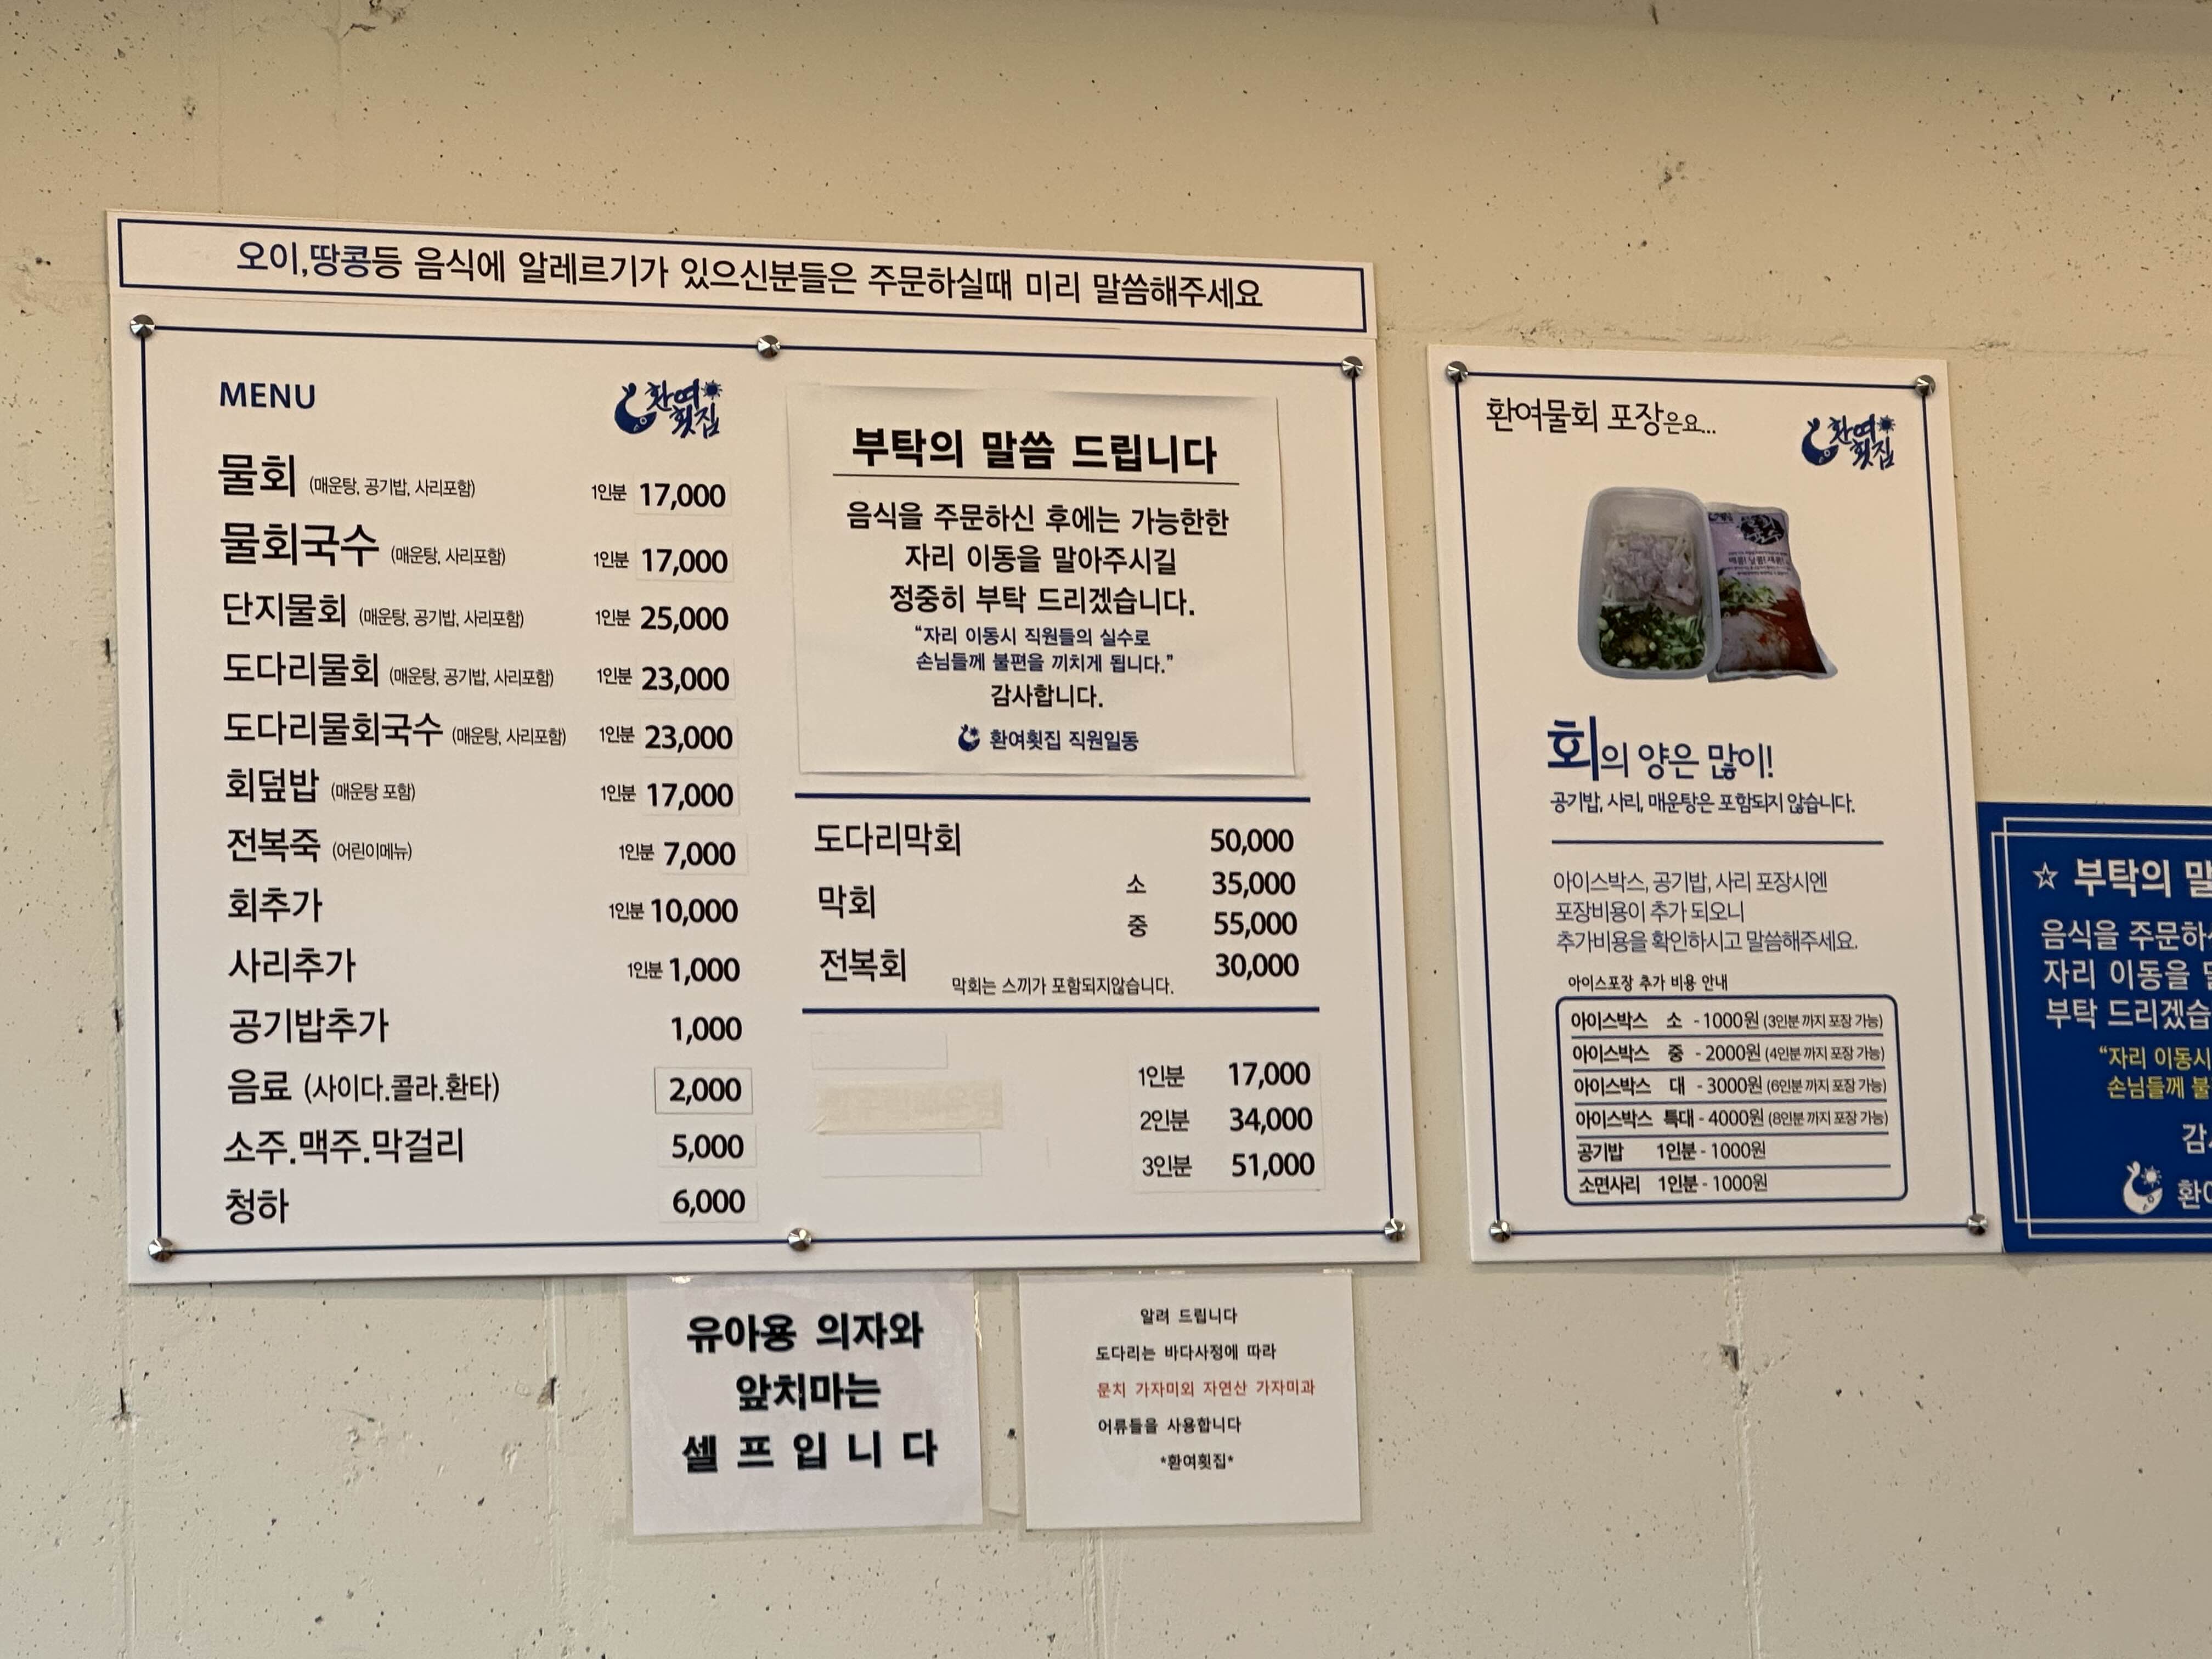 오이,땅콩등 음식에 알레르기가 있으신분들은 주문하실때 미리 말씀해주세요
MENU
환여횟집
물회 (매운탕, 공기밥, 사리포함) 1인분 17,000
물회국수 (매운탕, 사리포함) 1인분 17,000
단지물회 (매운탕, 공기밥, 사리포함) 1인분 25,000
도다리물회 (매운탕, 공기밥, 사리포함) 1인분 23,000
도다리물회국수 (매운탕, 사리포함) 1인분 23,000
회덮밥 (매운탕 포함) 1인분 17,000
전복죽 (어린이메뉴) 1인분 7,000
회추가 1인분 10,000
사리추가 1인분 1,000
공기밥추가 1,000
음료 (사이다.콜라.환타) 2,000
소주.맥주.막걸리 5,000
청하 6,000
부탁의 말씀 드립니다
음식을 주문하신 후에는 가능한한
자리 이동을 말아주시길
정중히 부탁 드리겠습니다.
“자리 이동시 직원들의 실수로
손님들께 불편을 끼치게 됩니다.”
감사합니다.
환여횟집 직원일동
도다리막회 50,000
막회 소 35,000
중 55,000
전복회 30,000
막회는 스끼가 포함되지않습니다.
1인분 17,000
2인분 34,000
3인분 51,000
유아용 의자와
앞치마는
셀 프 입 니 다
알려 드립니다
도다리는 바다사정에 따라
문치 가자미외 자연산 가자미과
어류들을 사용합니다
*환여횟집*
환여물회 포장은요...
환여횟집
회의 양은 많이!
공기밥, 사리, 매운탕은 포함되지 않습니다.
아이스박스, 공기밥, 사리 포장시엔
포장비용이 추가 되오니
추가비용을 확인하시고 말씀해주세요.
아이스포장 추가 비용 안내
아이스박스 소 - 1000원 (3인분 까지 포장 가능)
아이스박스 중 - 2000원 (4인분 까지 포장 가능)
아이스박스 대 - 3000원 (6인분 까지 포장 가능)
아이스박스 특대 - 4000원 (8인분 까지 포장 가능)
공기밥 1인분 - 1000원
소면사리 1인분 - 1000원
☆ 부탁의 말
음식을 주문하
자리 이동을
부탁 드리겠습
“자리 이동시
손님들께 불
감
환여